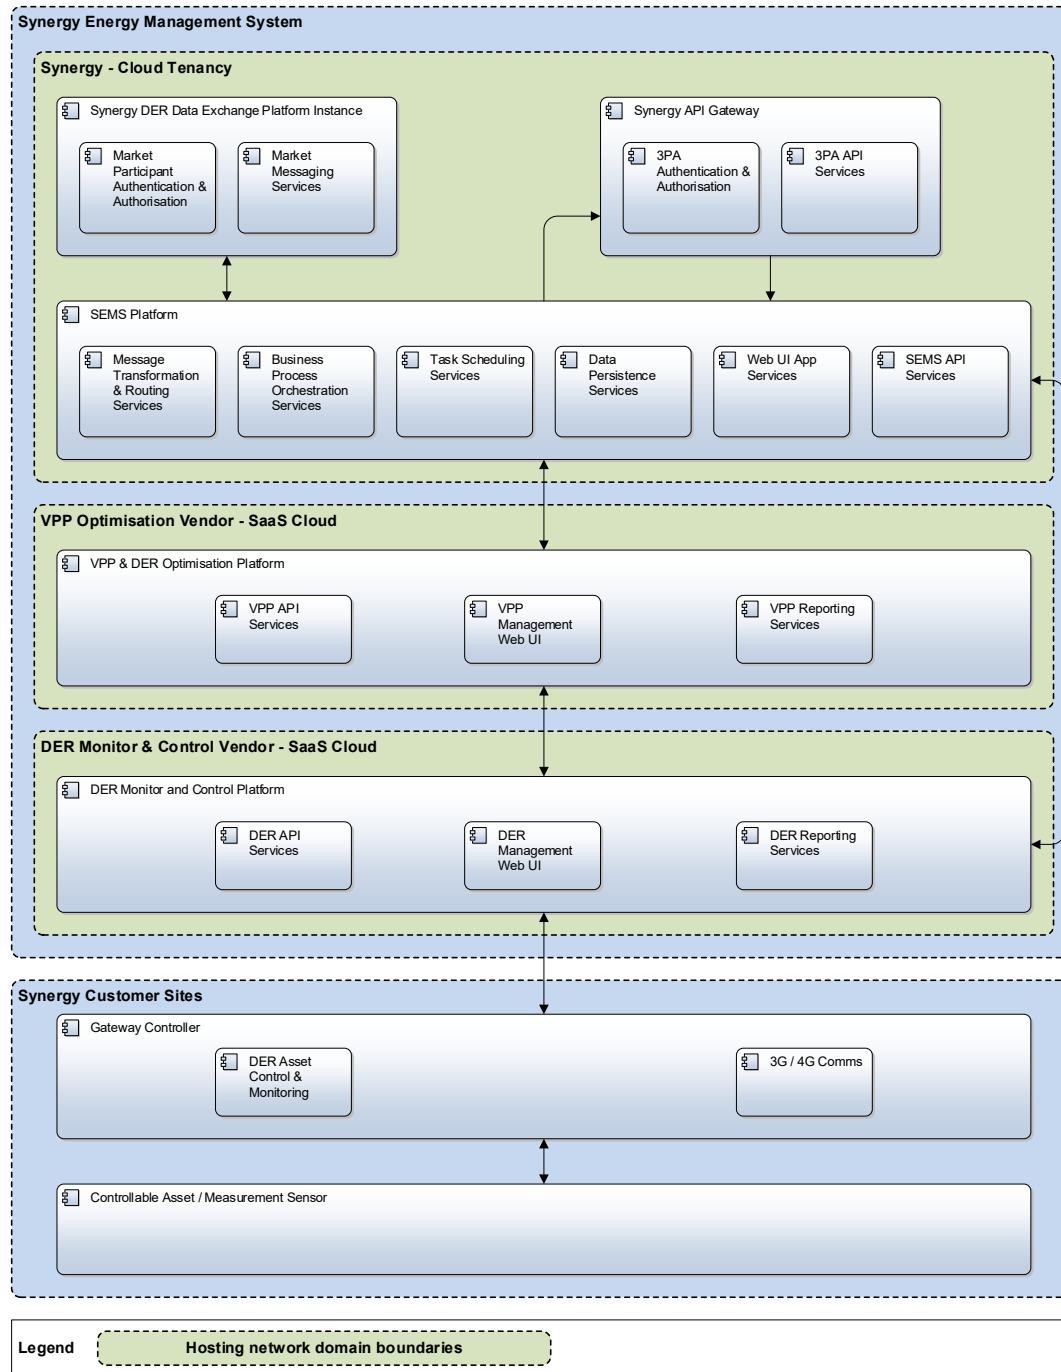 Synergy Energy Management System
Synergy - Cloud Tenancy
Synergy DER Data Exchange Platform Instance
Market
Participant
Authentication &
Authorisation
Market
Messaging
Services
Synergy API Gateway
3PA
Authentication &
Authorisation
3PA API
Services
SEMS Platform
Message
Transformation
& Routing
Services
Business
Process
Orchestration
Services
Task Scheduling
Services
Data
Persistence
Services
Web UI App
Services
SEMS API
Services
VPP Optimisation Vendor - SaaS Cloud
VPP & DER Optimisation Platform
VPP API
Services
VPP
Management
Web UI
VPP Reporting
Services
DER Monitor & Control Vendor - SaaS Cloud
DER Monitor and Control Platform
DER API
Services
DER
Management
Web UI
DER Reporting
Services
Synergy Customer Sites
Gateway Controller
DER Asset
Control &
Monitoring
3G / 4G Comms
Controllable Asset / Measurement Sensor
Legend
Hosting network domain boundaries